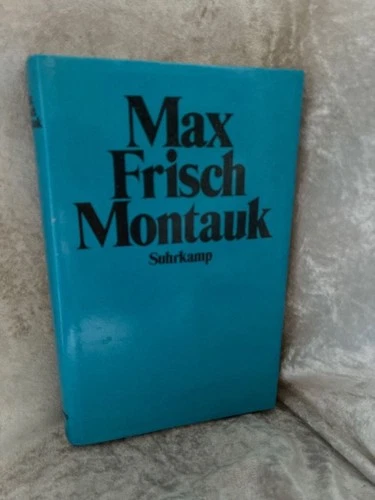 Max
Frisch
Montauk
Suhrkamp